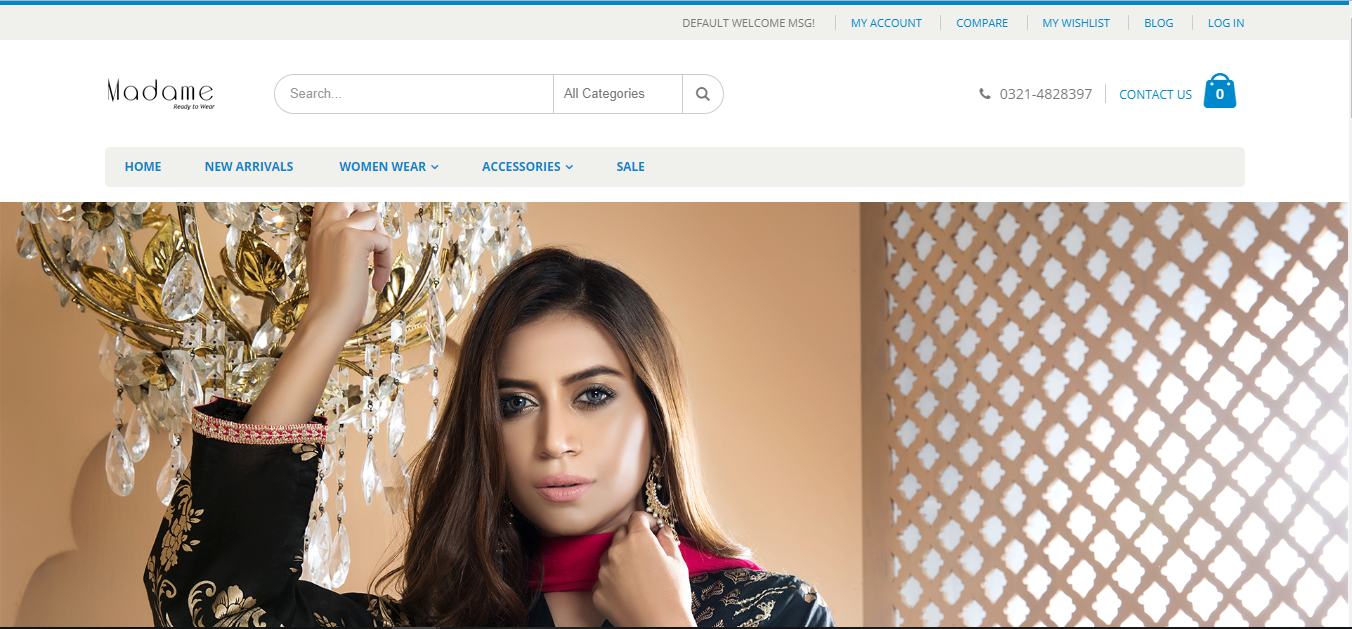 DEFAULT WELCOME MSG! MY ACCOUNT COMPARE MY WISHLIST BLOG LOG IN
Madame
Ready to Wear
Search... All Categories
0321-4828397 CONTACT US 0
HOME NEW ARRIVALS WOMEN WEAR ACCESSORIES SALE